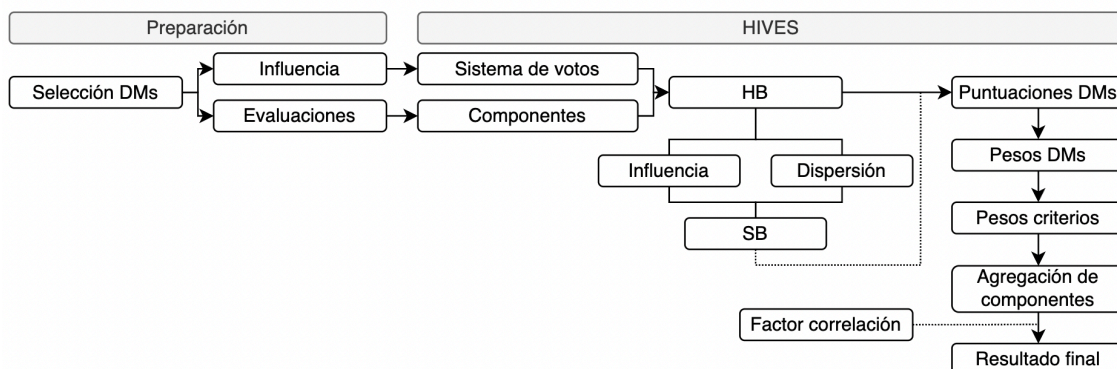 Preparación
HIVES
Selección DMs
Influencia
Evaluaciones
Sistema de votos
Componentes
HB
Influencia
Dispersión
SB
Puntuaciones DMs
Pesos DMs
Pesos criterios
Agregación de
componentes
Factor correlación
Resultado final